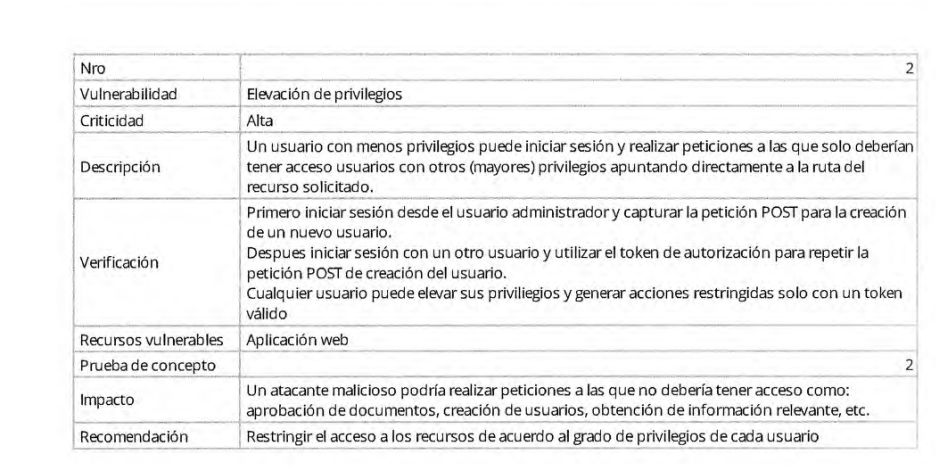 Nro 2
Vulnerabilidad Elevación de privilegios
Criticidad Alta
Un usuario con menos privilegios puede iniciar sesión y realizar peticiones a las que solo deberían
Descripción tener acceso usuarios con otros (mayores) privilegios apuntando directamente a la ruta del
recurso solicitado.
Primero iniciar sesión desde el usuario administrador y capturar la petición POST para la creación
de un nuevo usuario.
Despues iniciar sesión con un otro usuario y utilizar el token de autorización para repetir la
Verificación
petición POST de creación del usuario.
Cualquier usuario puede elevar sus priviliegios y generar acciones restringidas solo con un token
válido
Recursos vulnerables Aplicación web
Prueba de concepto 2
Un atacante malicioso podría realizar peticiones a las que no debería tener acceso como:
Impacto
aprobación de documentos, creación de usuarios, obtención de información relevante, etc.
Recomendación Restringir el acceso a los recursos de acuerdo al grado de privilegios de cada usuario